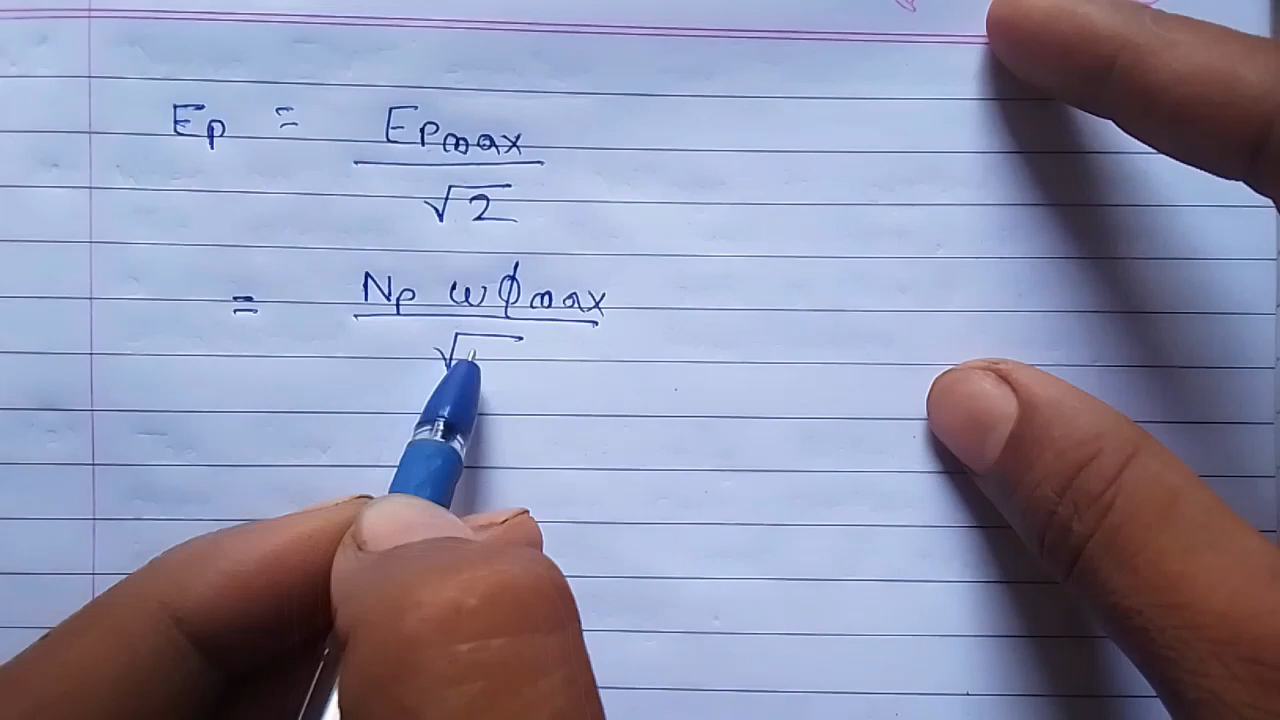 Ep = Epmax
√2
= Np ωϕmax
√